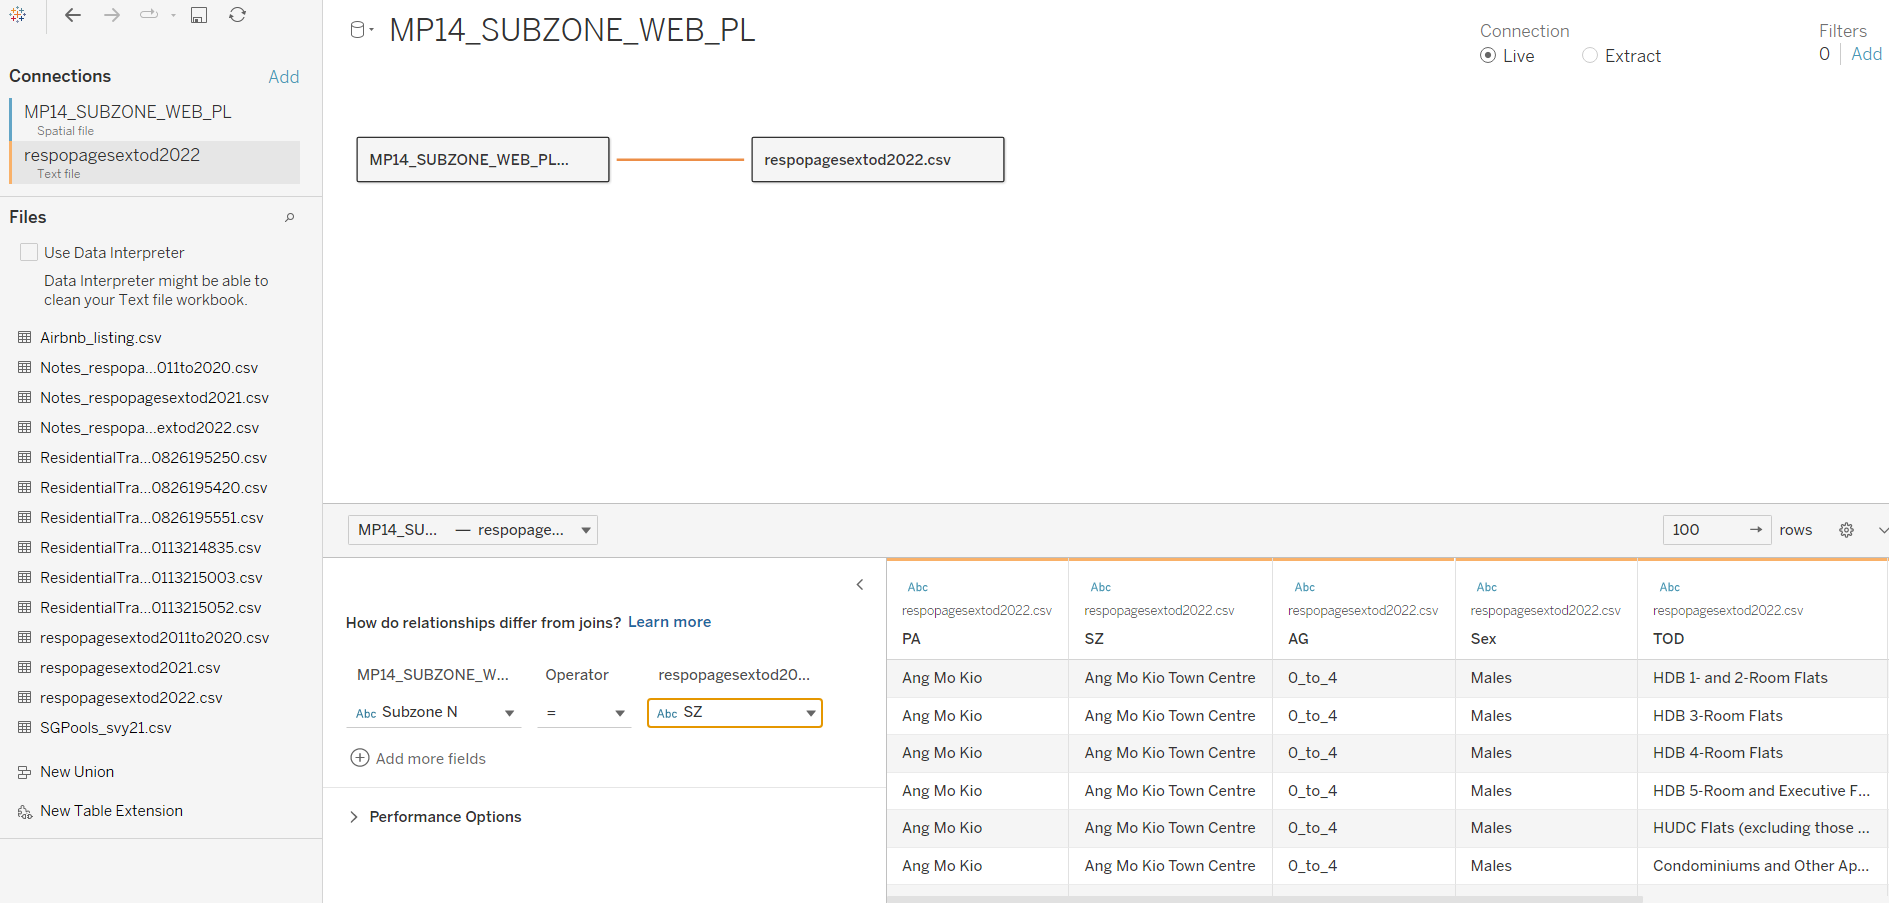 MP14_SUBZONE_WEB_PL
Connection
Live
Extract
Filters
0
Add
Connections
Add
MP14_SUBZONE_WEB_PL
Spatial file
respopagesextod2022
Text file
Files
Use Data Interpreter
Data Interpreter might be able to
clean your Text file workbook.
Airbnb_listing.csv
Notes_respopa...011to2020.csv
Notes_respopagesextod2021.csv
Notes_respopa...extod2022.csv
ResidentialTra...0826195250.csv
ResidentialTra...0826195420.csv
ResidentialTra...0826195551.csv
ResidentialTra...0113214835.csv
ResidentialTra...0113215003.csv
ResidentialTra...0113215052.csv
respopagesextod2011to2020.csv
respopagesextod2021.csv
respopagesextod2022.csv
SGPools_svy21.csv
New Union
New Table Extension
MP14_SUBZONE_WEB_PL...
respopagesextod2022.csv
MP14_SU... — respopage...
100 → rows
How do relationships differ from joins? Learn more
MP14_SUBZONE_W... Operator respopagesextod20...
Abc Subzone N = Abc SZ
Add more fields
Performance Options
Abc Abc Abc Abc Abc
respopagesextod2022.csv respopagesextod2022.csv respopagesextod2022.csv respopagesextod2022.csv respopagesextod2022.csv
PA SZ AG Sex TOD
Ang Mo Kio Ang Mo Kio Town Centre 0_to_4 Males HDB 1- and 2-Room Flats
Ang Mo Kio Ang Mo Kio Town Centre 0_to_4 Males HDB 3-Room Flats
Ang Mo Kio Ang Mo Kio Town Centre 0_to_4 Males HDB 4-Room Flats
Ang Mo Kio Ang Mo Kio Town Centre 0_to_4 Males HDB 5-Room and Executive F...
Ang Mo Kio Ang Mo Kio Town Centre 0_to_4 Males HUDC Flats (excluding those ...
Ang Mo Kio Ang Mo Kio Town Centre 0_to_4 Males Condominiums and Other Ap...